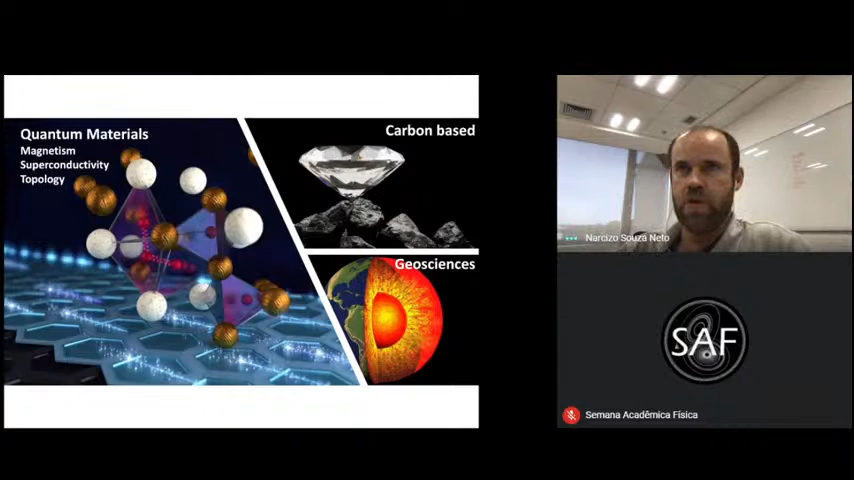 Quantum Materials
Magnetism
Superconductivity
Topology
Carbon based
Geosciences
Narcizo Souza Neto
SAF
Semana Acadêmica Física